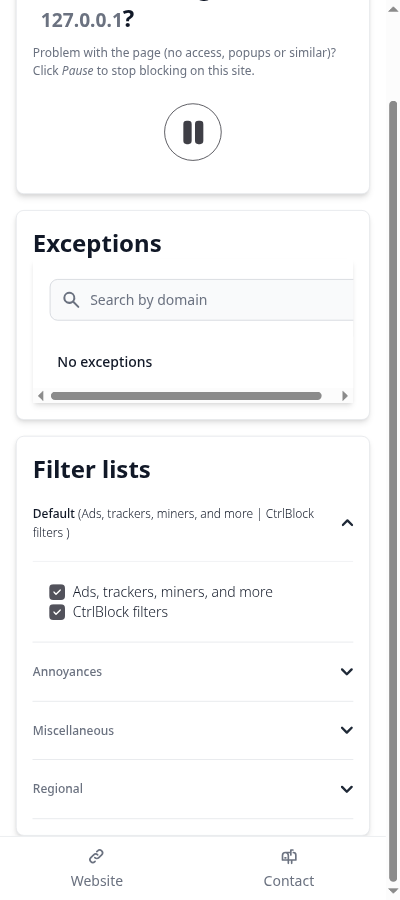 127.0.0.1?
Problem with the page (no access, popups or similar)?
Click Pause to stop blocking on this site.
Exceptions
Search by domain
No exceptions
Filter lists
Default (Ads, trackers, miners, and more | CtrlBlock
filters )
Ads, trackers, miners, and more
CtrlBlock filters
Annoyances
Miscellaneous
Regional
Website
Contact